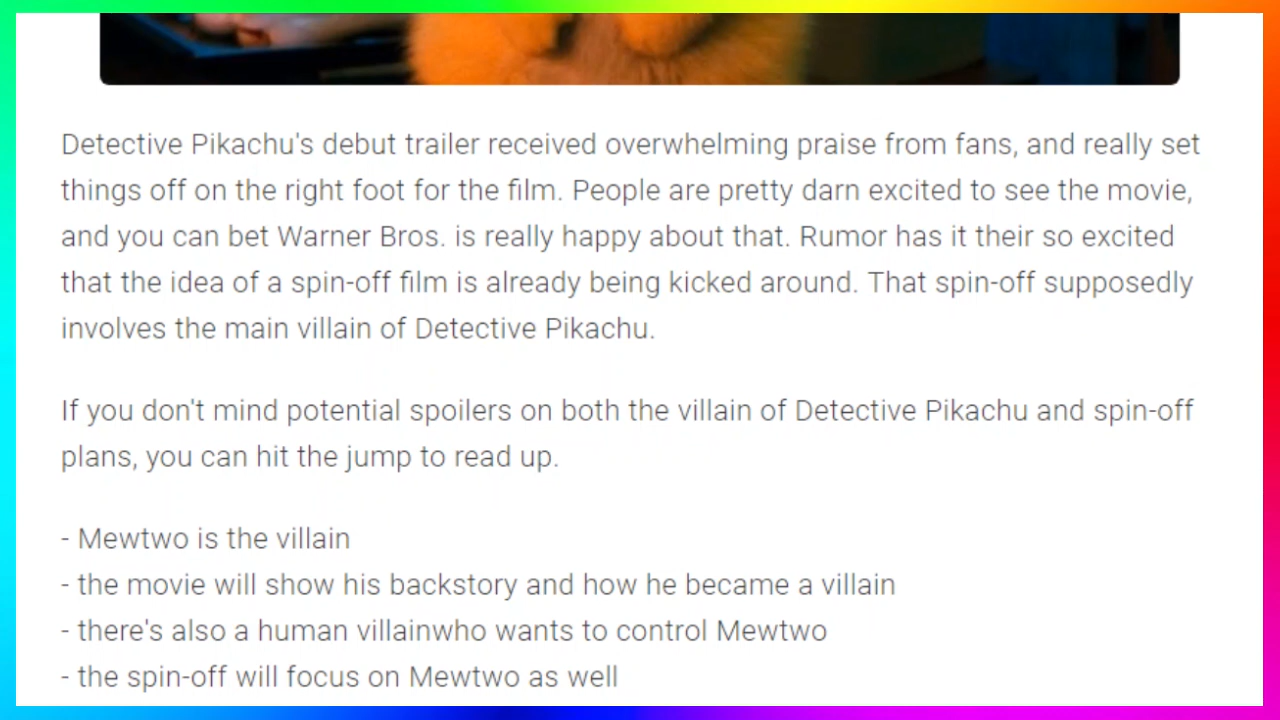 Detective Pikachu's debut trailer received overwhelming praise from fans, and really set
things off on the right foot for the film. People are pretty darn excited to see the movie,
and you can bet Warner Bros. is really happy about that. Rumor has it their so excited
that the idea of a spin-off film is already being kicked around. That spin-off supposedly
involves the main villain of Detective Pikachu.
If you don't mind potential spoilers on both the villain of Detective Pikachu and spin-off
plans, you can hit the jump to read up.
- Mewtwo is the villain
- the movie will show his backstory and how he became a villain
- there's also a human villainwho wants to control Mewtwo
- the spin-off will focus on Mewtwo as well